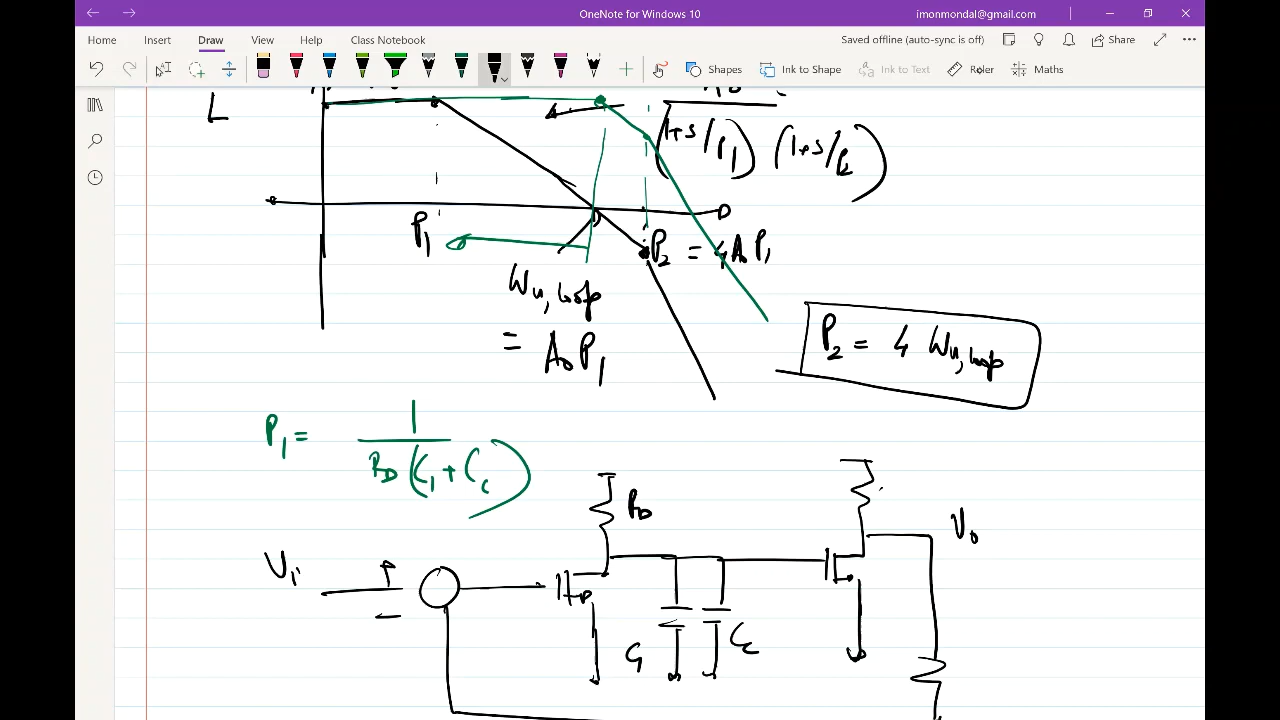 OneNote for Windows 10
imonmondal@gmail.com
Home Insert Draw View Help Class Notebook
Saved offline (auto-sync is off) Share
Shapes Ink to Shape Ink to Text Ruler Maths
L
(1+s/P1) (1+s/P2)
P1
P2 = 4A0P1
Wu, loop
= A0P1
P2 = 4 Wu, loop
P1 = 1
RD (C1 + Cc)
RD
Vo
Vi
+
−
C1
Cc